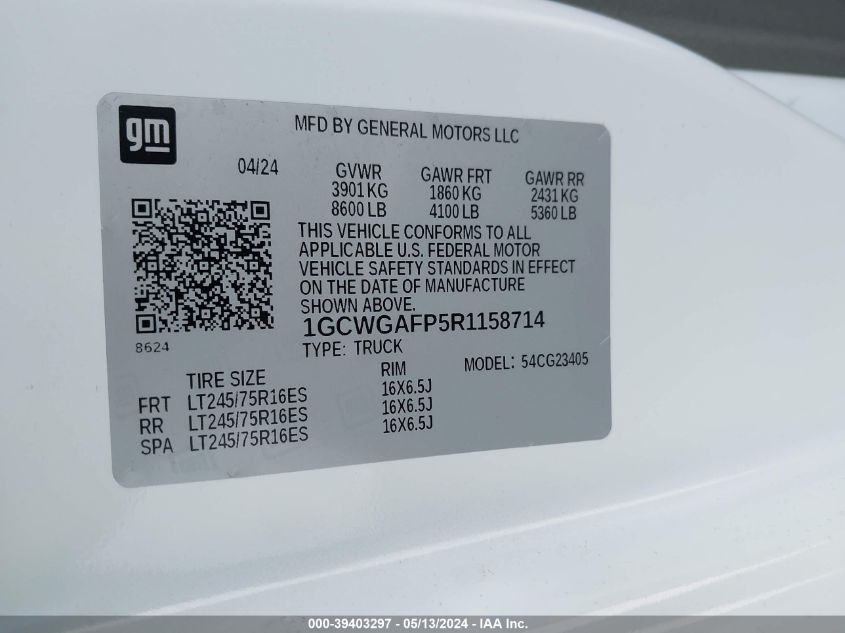 gm
MFD BY GENERAL MOTORS LLC
04/24
GVWR GAWR FRT GAWR RR
3901 KG 1860 KG 2431 KG
8600 LB 4100 LB 5360 LB
THIS VEHICLE CONFORMS TO ALL
APPLICABLE U.S. FEDERAL MOTOR
VEHICLE SAFETY STANDARDS IN EFFECT
ON THE DATE OF MANUFACTURE
SHOWN ABOVE.
1GCWGAFP5R1158714
8624
TYPE: TRUCK MODEL: 54CG23405
TIRE SIZE RIM
FRT LT245/75R16ES 16X6.5J
RR LT245/75R16ES 16X6.5J
SPA LT245/75R16ES 16X6.5J
000-39403297 - 05/13/2024 - IAA Inc.